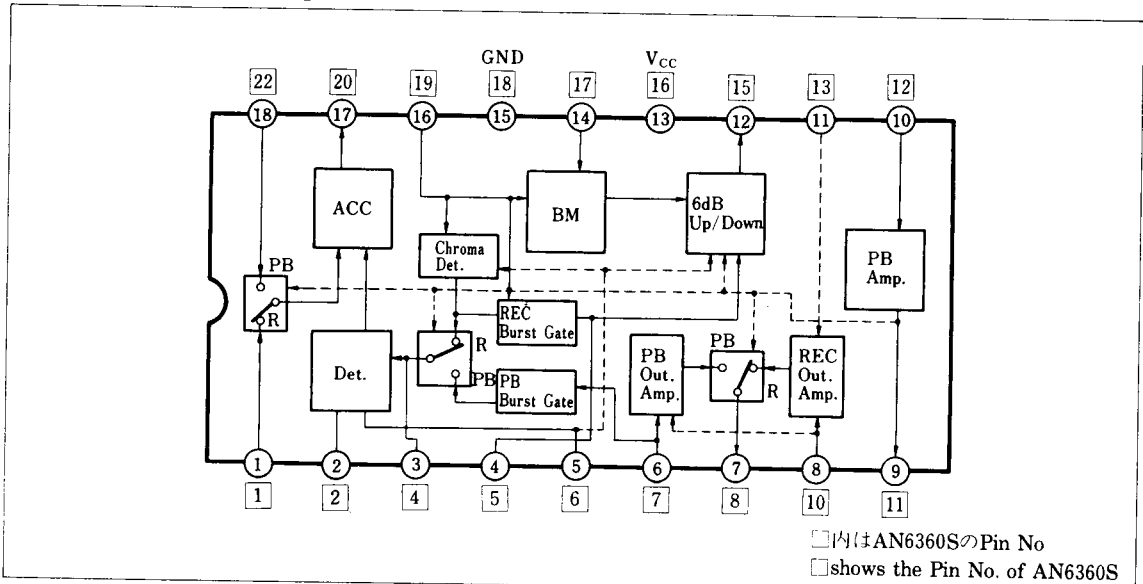 GND
V_CC
22 20 19 18 17 16 15 13 12
18 17 16 15 14 13 12 11 10
ACC
BM
6dB
Up/Down
Chroma
Det.
PB
Amp.
PB
R
REC
Burst Gate
R
Det.
PB
PB
Burst Gate
PB
Out.
Amp.
PB
R
REC
Out.
Amp.
1 2 3 4 5 6 7 8 9
1 2 4 5 6 7 8 10 11
□内はAN6360SのPin No
□shows the Pin No. of AN6360S